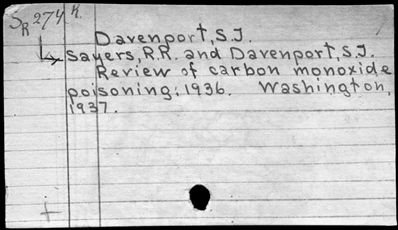 SR 274 R.
Davenport, S.J.
Sayers, R.R. and Davenport, S.J.
Review of carbon monoxide
poisoning: 1936. Washington,
1937.